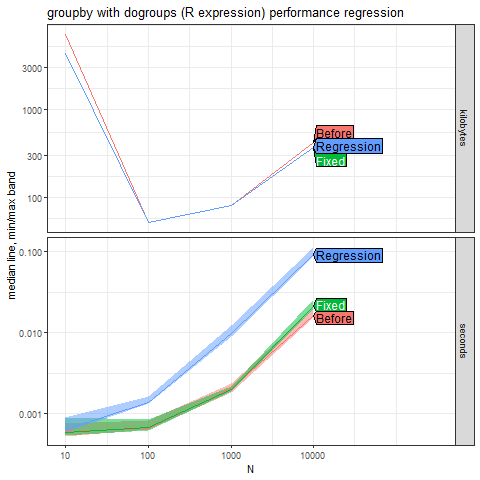 groupby with dogroups (R expression) performance regression
3000
1000
300
100
Before
Regression
Fixed
kilobytes
median line, min/max band
0.100
0.010
0.001
Regression
Fixed
Before
seconds
10
100
1000
10000
N